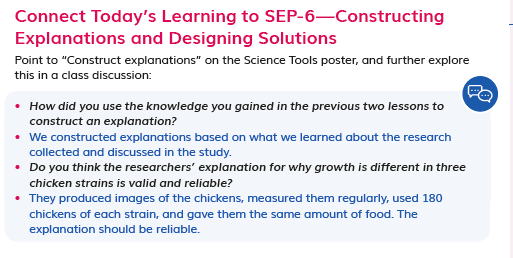 Connect Today's Learning to SEP-6—Constructing
Explanations and Designing Solutions
Point to "Construct explanations" on the Science Tools poster, and further explore
this in a class discussion:
• How did you use the knowledge you gained in the previous two lessons to
construct an explanation?
• We constructed explanations based on what we learned about the research
collected and discussed in the study.
• Do you think the researchers' explanation for why growth is different in three
chicken strains is valid and reliable?
• They produced images of the chickens, measured them regularly, used 180
chickens of each strain, and gave them the same amount of food. The
explanation should be reliable.